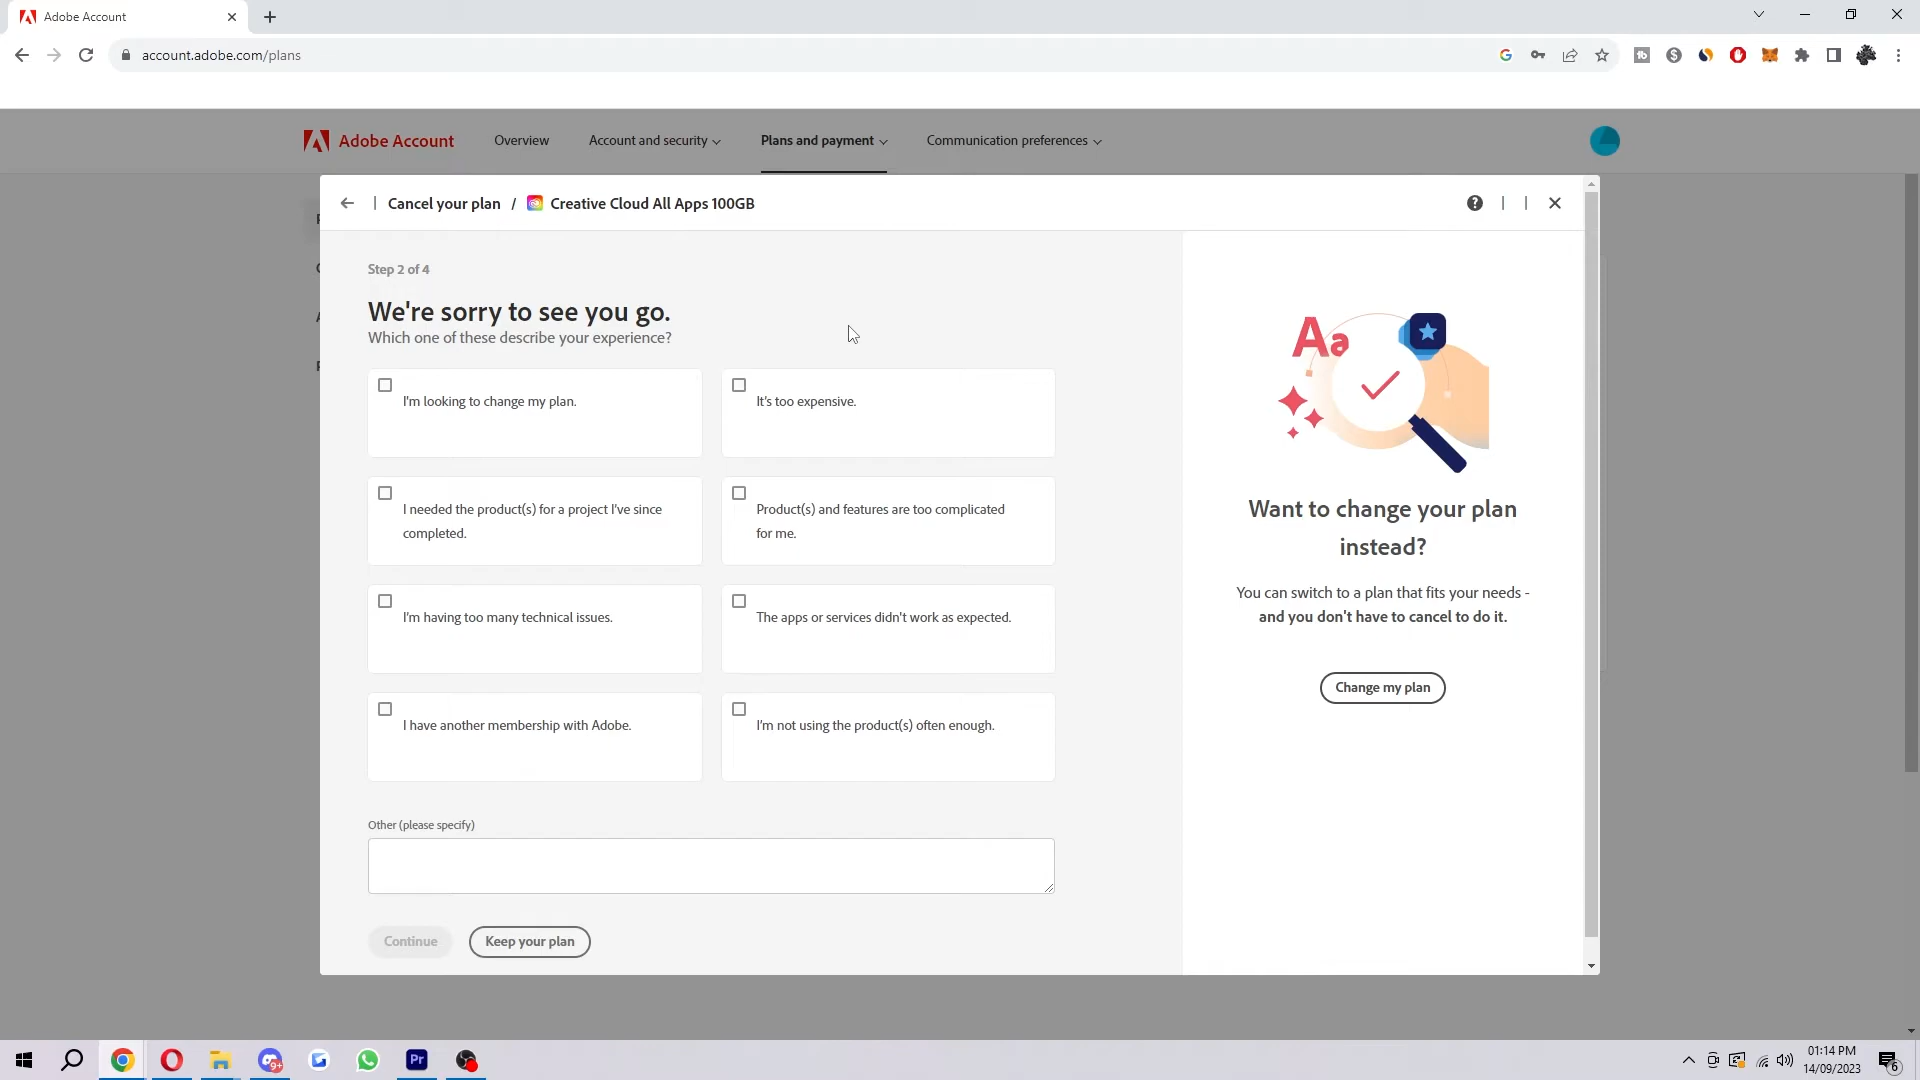 Adobe Account
account.adobe.com/plans
Adobe Account
Overview
Account and security
Plans and payment
Communication preferences
Cancel your plan / Creative Cloud All Apps 100GB
Step 2 of 4
We're sorry to see you go.
Which one of these describe your experience?
I'm looking to change my plan.
It's too expensive.
I needed the product(s) for a project I've since
completed.
Product(s) and features are too complicated
for me.
I'm having too many technical issues.
The apps or services didn't work as expected.
I have another membership with Adobe.
I'm not using the product(s) often enough.
Other (please specify)
Continue
Keep your plan
Aa
Want to change your plan
instead?
You can switch to a plan that fits your needs -
and you don't have to cancel to do it.
Change my plan
9+
Pr
01:14 PM
14/09/2023
6